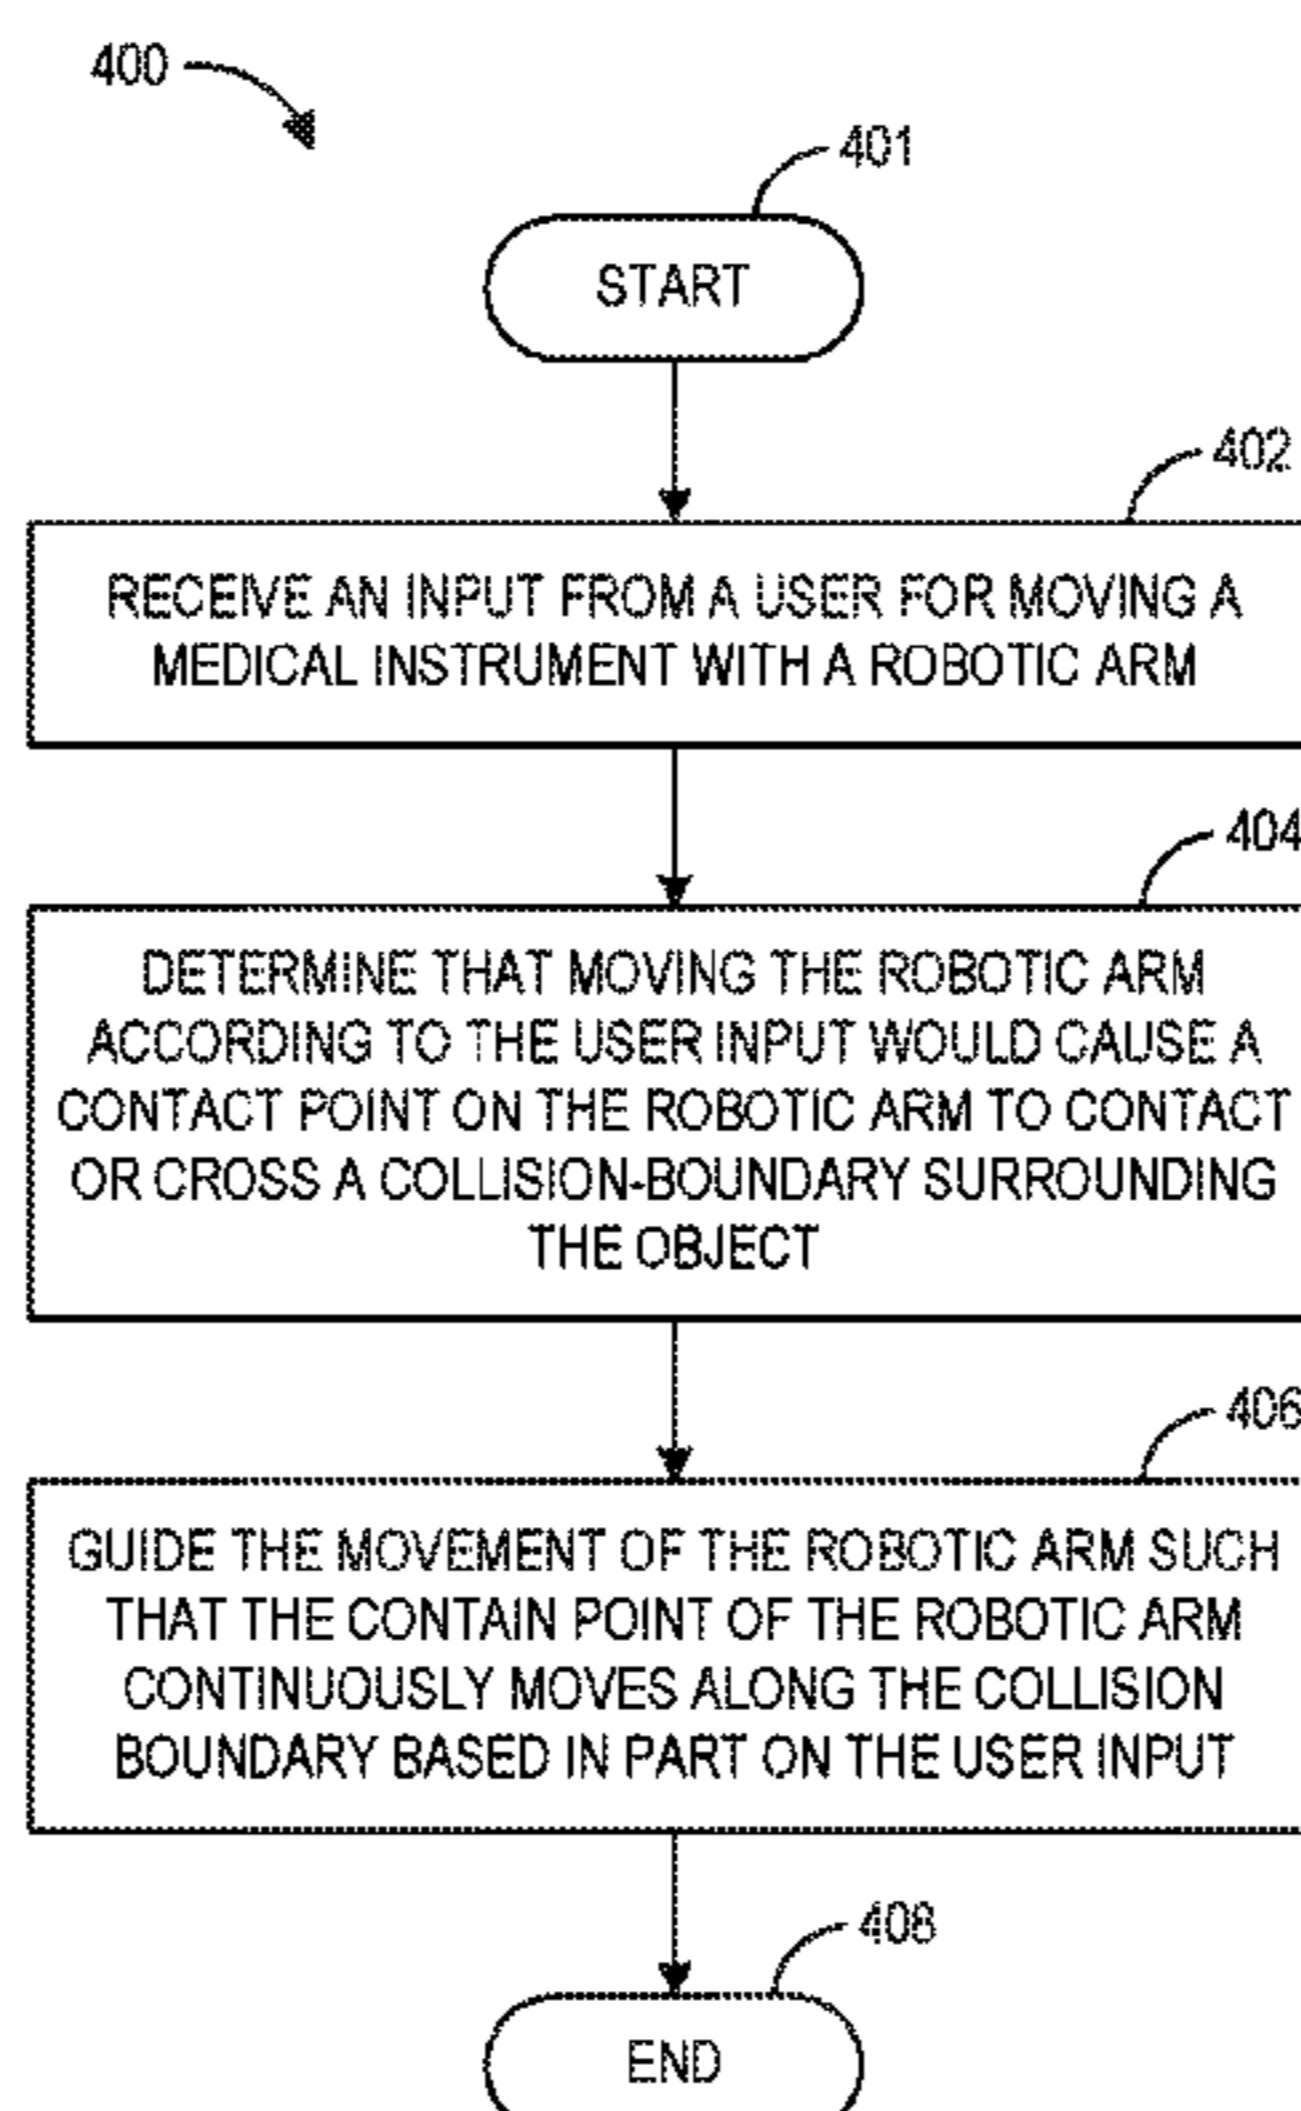 400
401
START
402
RECEIVE AN INPUT FROM A USER FOR MOVING A
MEDICAL INSTRUMENT WITH A ROBOTIC ARM
404
DETERMINE THAT MOVING THE ROBOTIC ARM
ACCORDING TO THE USER INPUT WOULD CAUSE A
CONTACT POINT ON THE ROBOTIC ARM TO CONTACT
OR CROSS A COLLISION-BOUNDARY SURROUNDING
THE OBJECT
406
GUIDE THE MOVEMENT OF THE ROBOTIC ARM SUCH
THAT THE CONTAIN POINT OF THE ROBOTIC ARM
CONTINUOUSLY MOVES ALONG THE COLLISION
BOUNDARY BASED IN PART ON THE USER INPUT
408
END